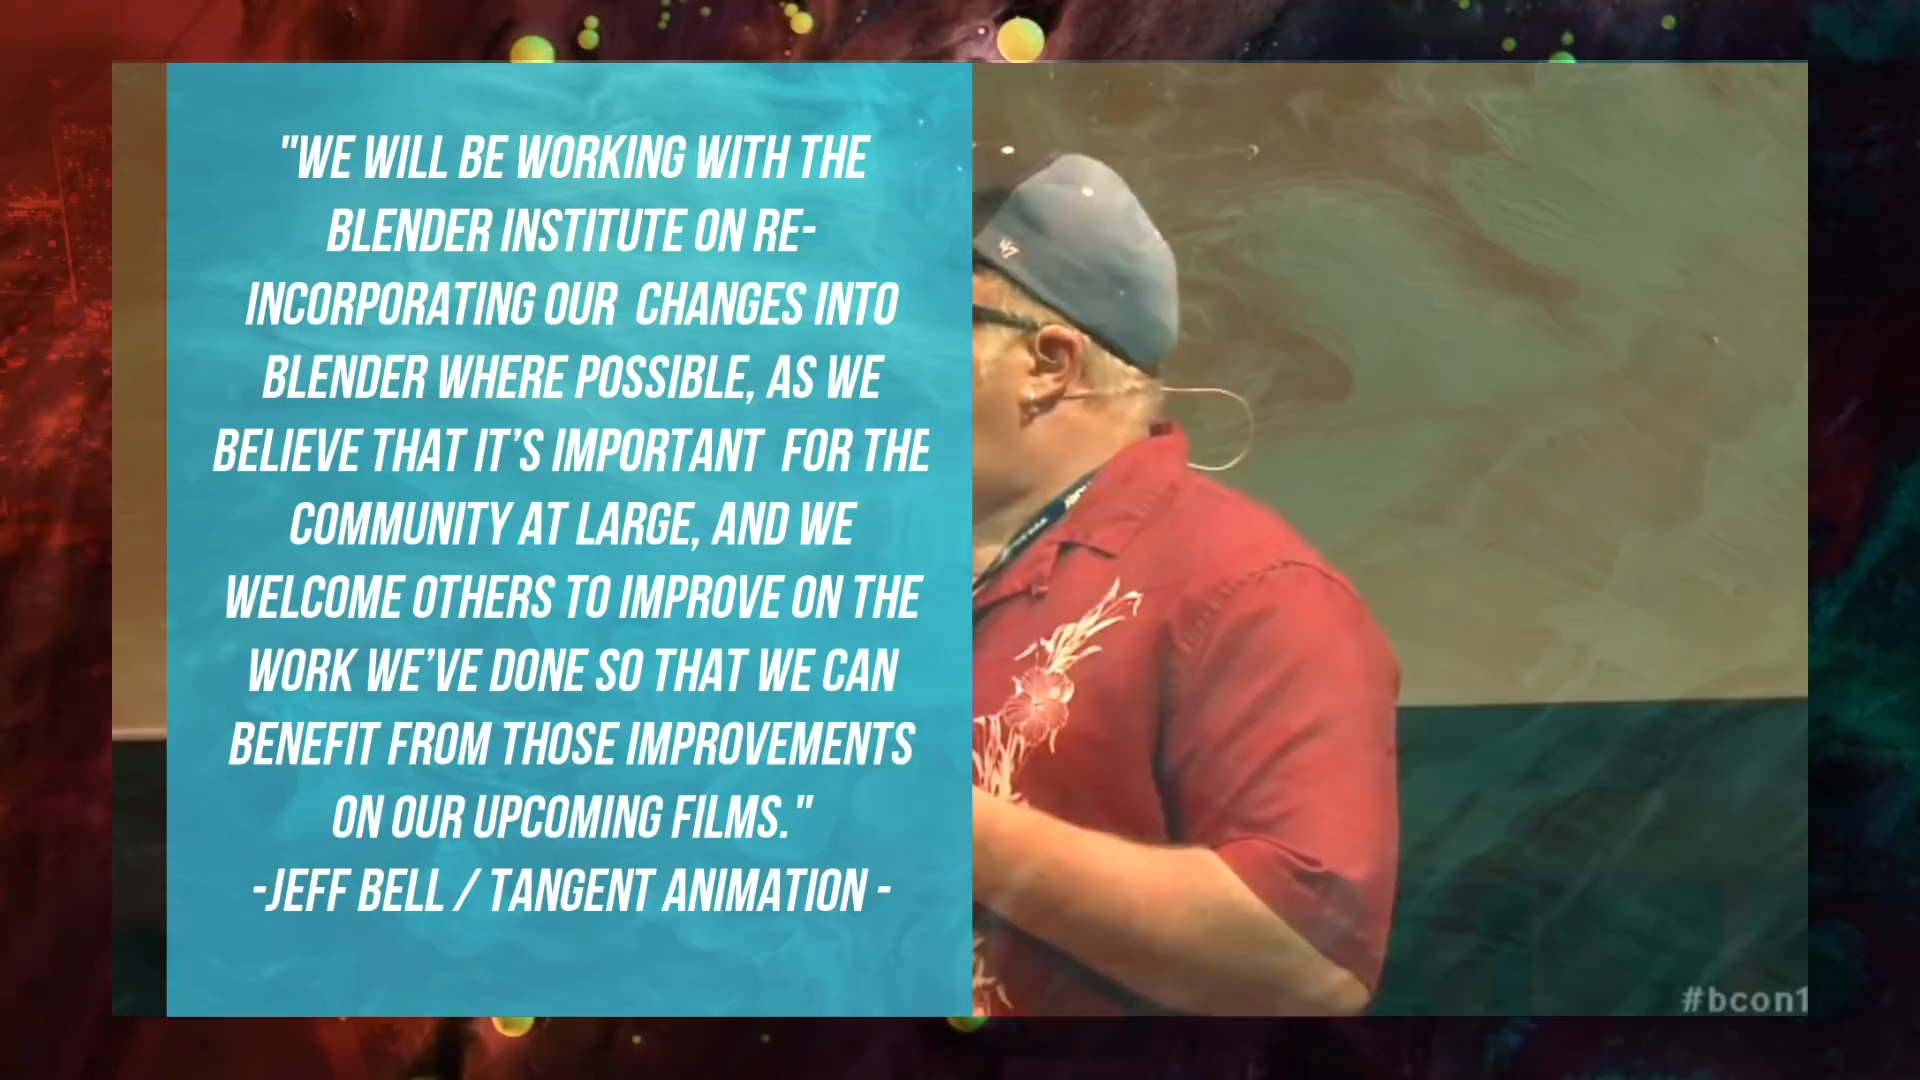 "WE WILL BE WORKING WITH THE
BLENDER INSTITUTE ON RE-
INCORPORATING OUR  CHANGES INTO
BLENDER WHERE POSSIBLE, AS WE
BELIEVE THAT IT’S IMPORTANT  FOR THE
COMMUNITY AT LARGE, AND WE
WELCOME OTHERS TO IMPROVE ON THE
WORK WE’VE DONE SO THAT WE CAN
BENEFIT FROM THOSE IMPROVEMENTS
ON OUR UPCOMING FILMS."
-JEFF BELL / TANGENT ANIMATION -
#bcon1